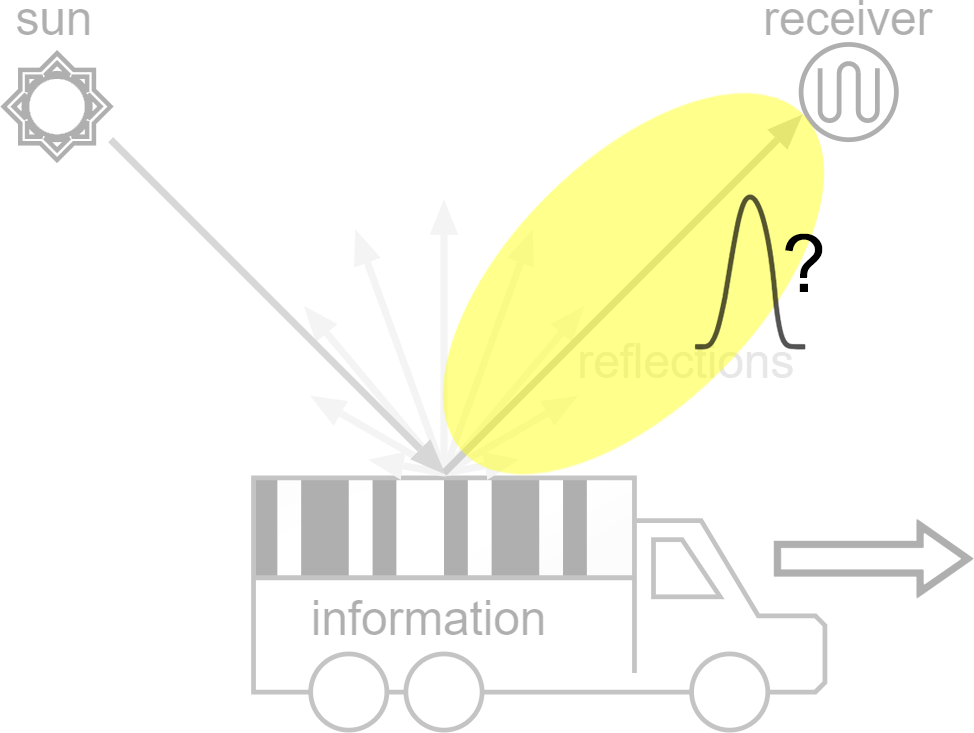 sun
receiver
?
reflections
information